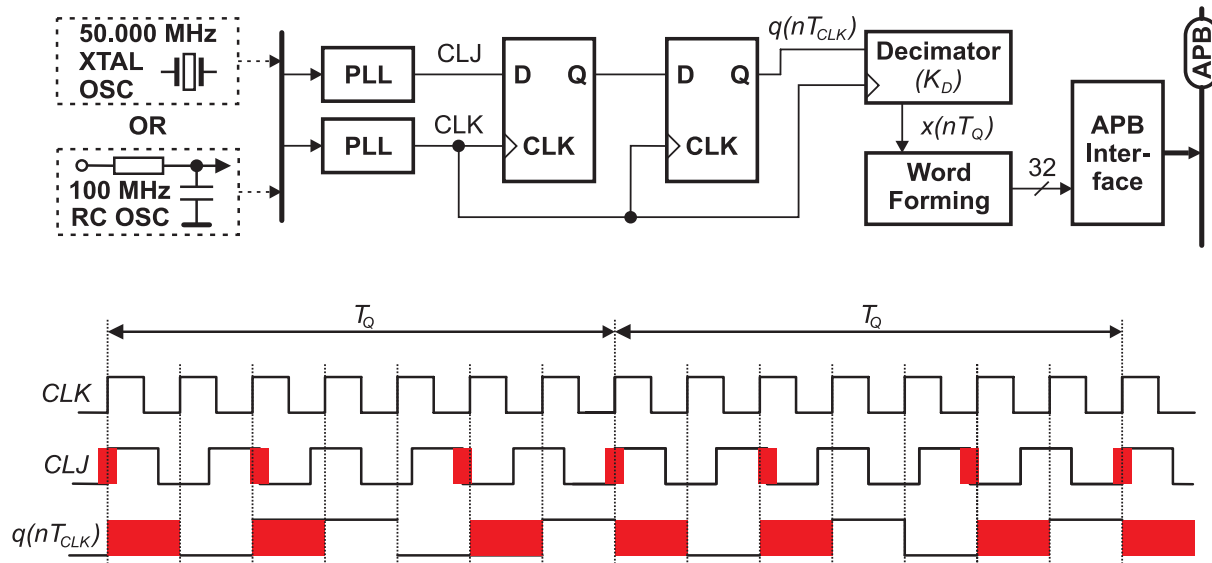 50.000 MHz
XTAL
OSC
OR
100 MHz
RC OSC
PLL
CLJ
PLL
CLK
D Q
CLK
D Q
CLK
q(nT_CLK)
Decimator
(K_D)
x(nT_Q)
Word
Forming
32
APB
Inter-
face
APB
T_Q T_Q
CLK
CLJ
q(nT_CLK)